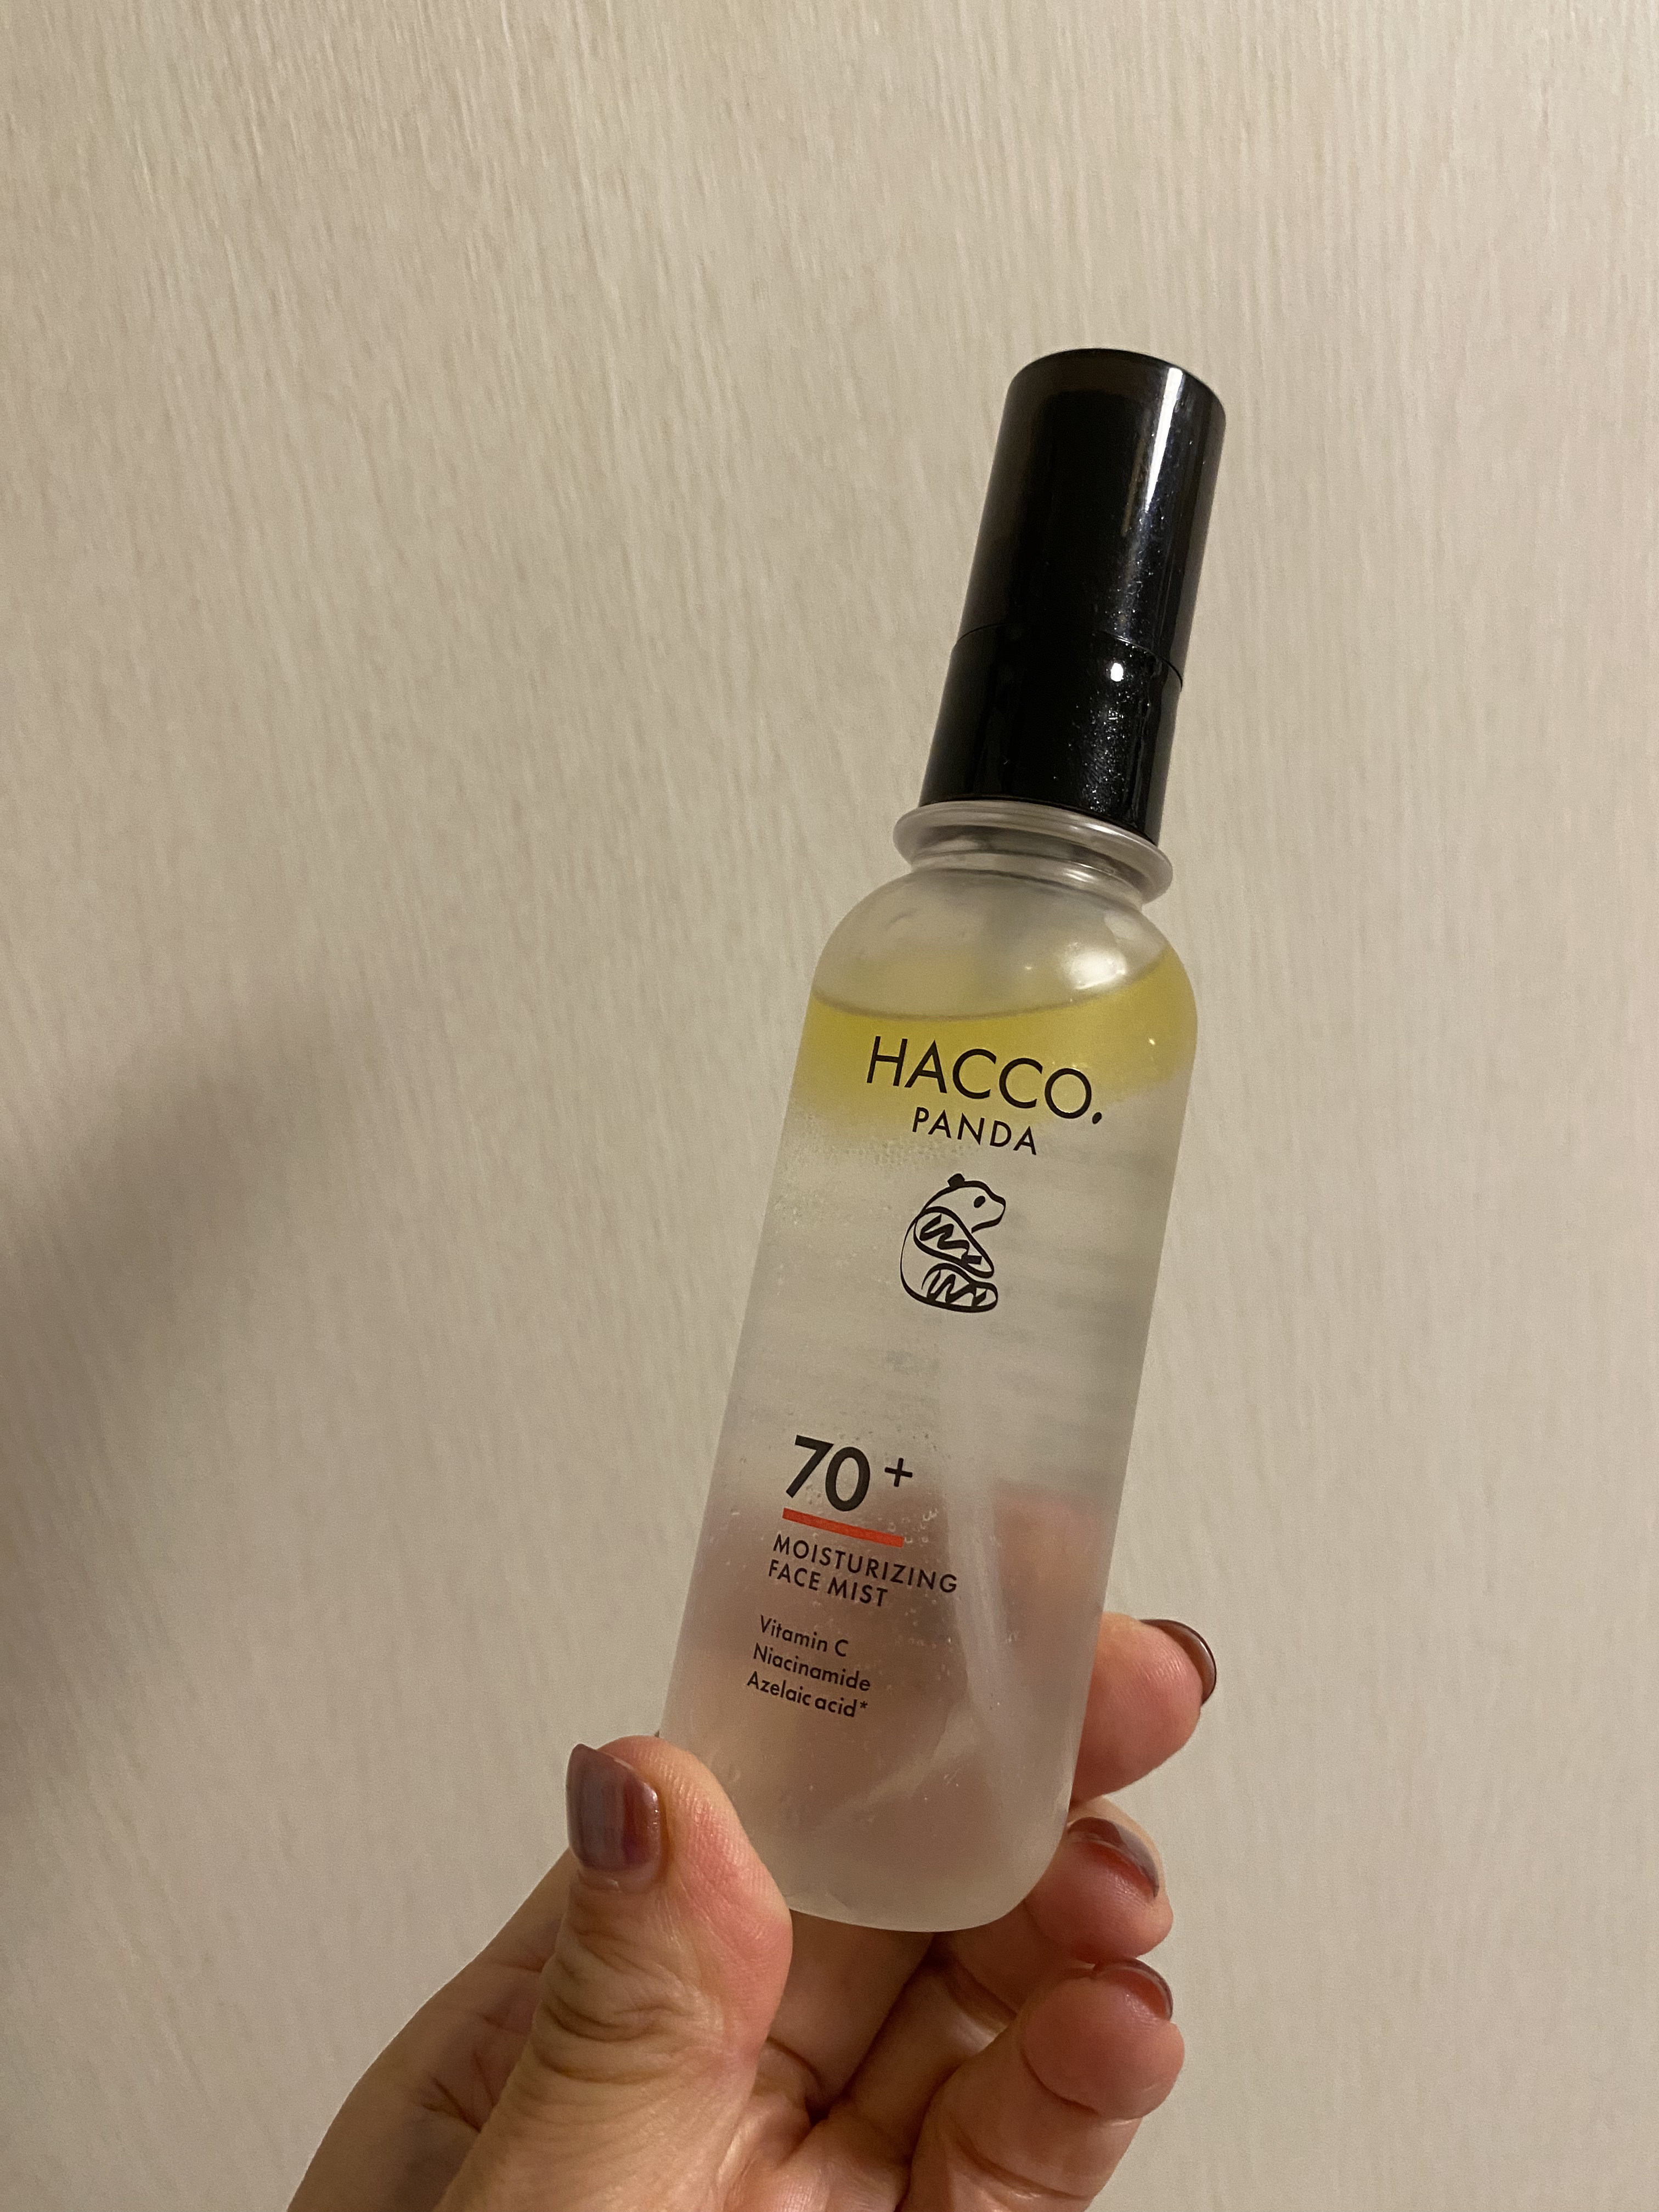 HACCO.
PANDA
70+
MOISTURIZING
FACE MIST
Vitamin C
Niacinamide
Azelaic acid*